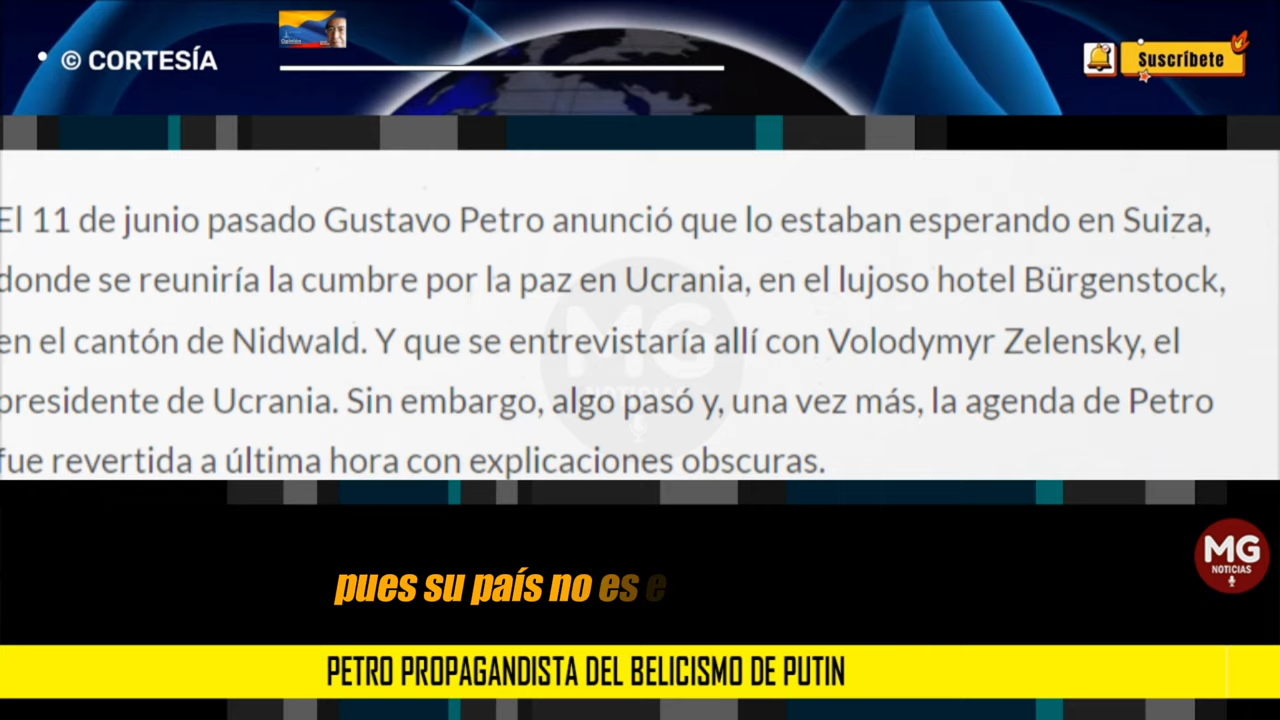 © CORTESÍA
Opinión
Suscríbete
El 11 de junio pasado Gustavo Petro anunció que lo estaban esperando en Suiza,
donde se reuniría la cumbre por la paz en Ucrania, en el lujoso hotel Bürgenstock,
en el cantón de Nidwald. Y que se entrevistaría allí con Volodymyr Zelensky, el
presidente de Ucrania. Sin embargo, algo pasó y, una vez más, la agenda de Petro
fue revertida a última hora con explicaciones obscuras.
MG
NOTICIAS
pues su país no es e
MG
NOTICIAS
PETRO PROPAGANDISTA DEL BELICISMO DE PUTIN